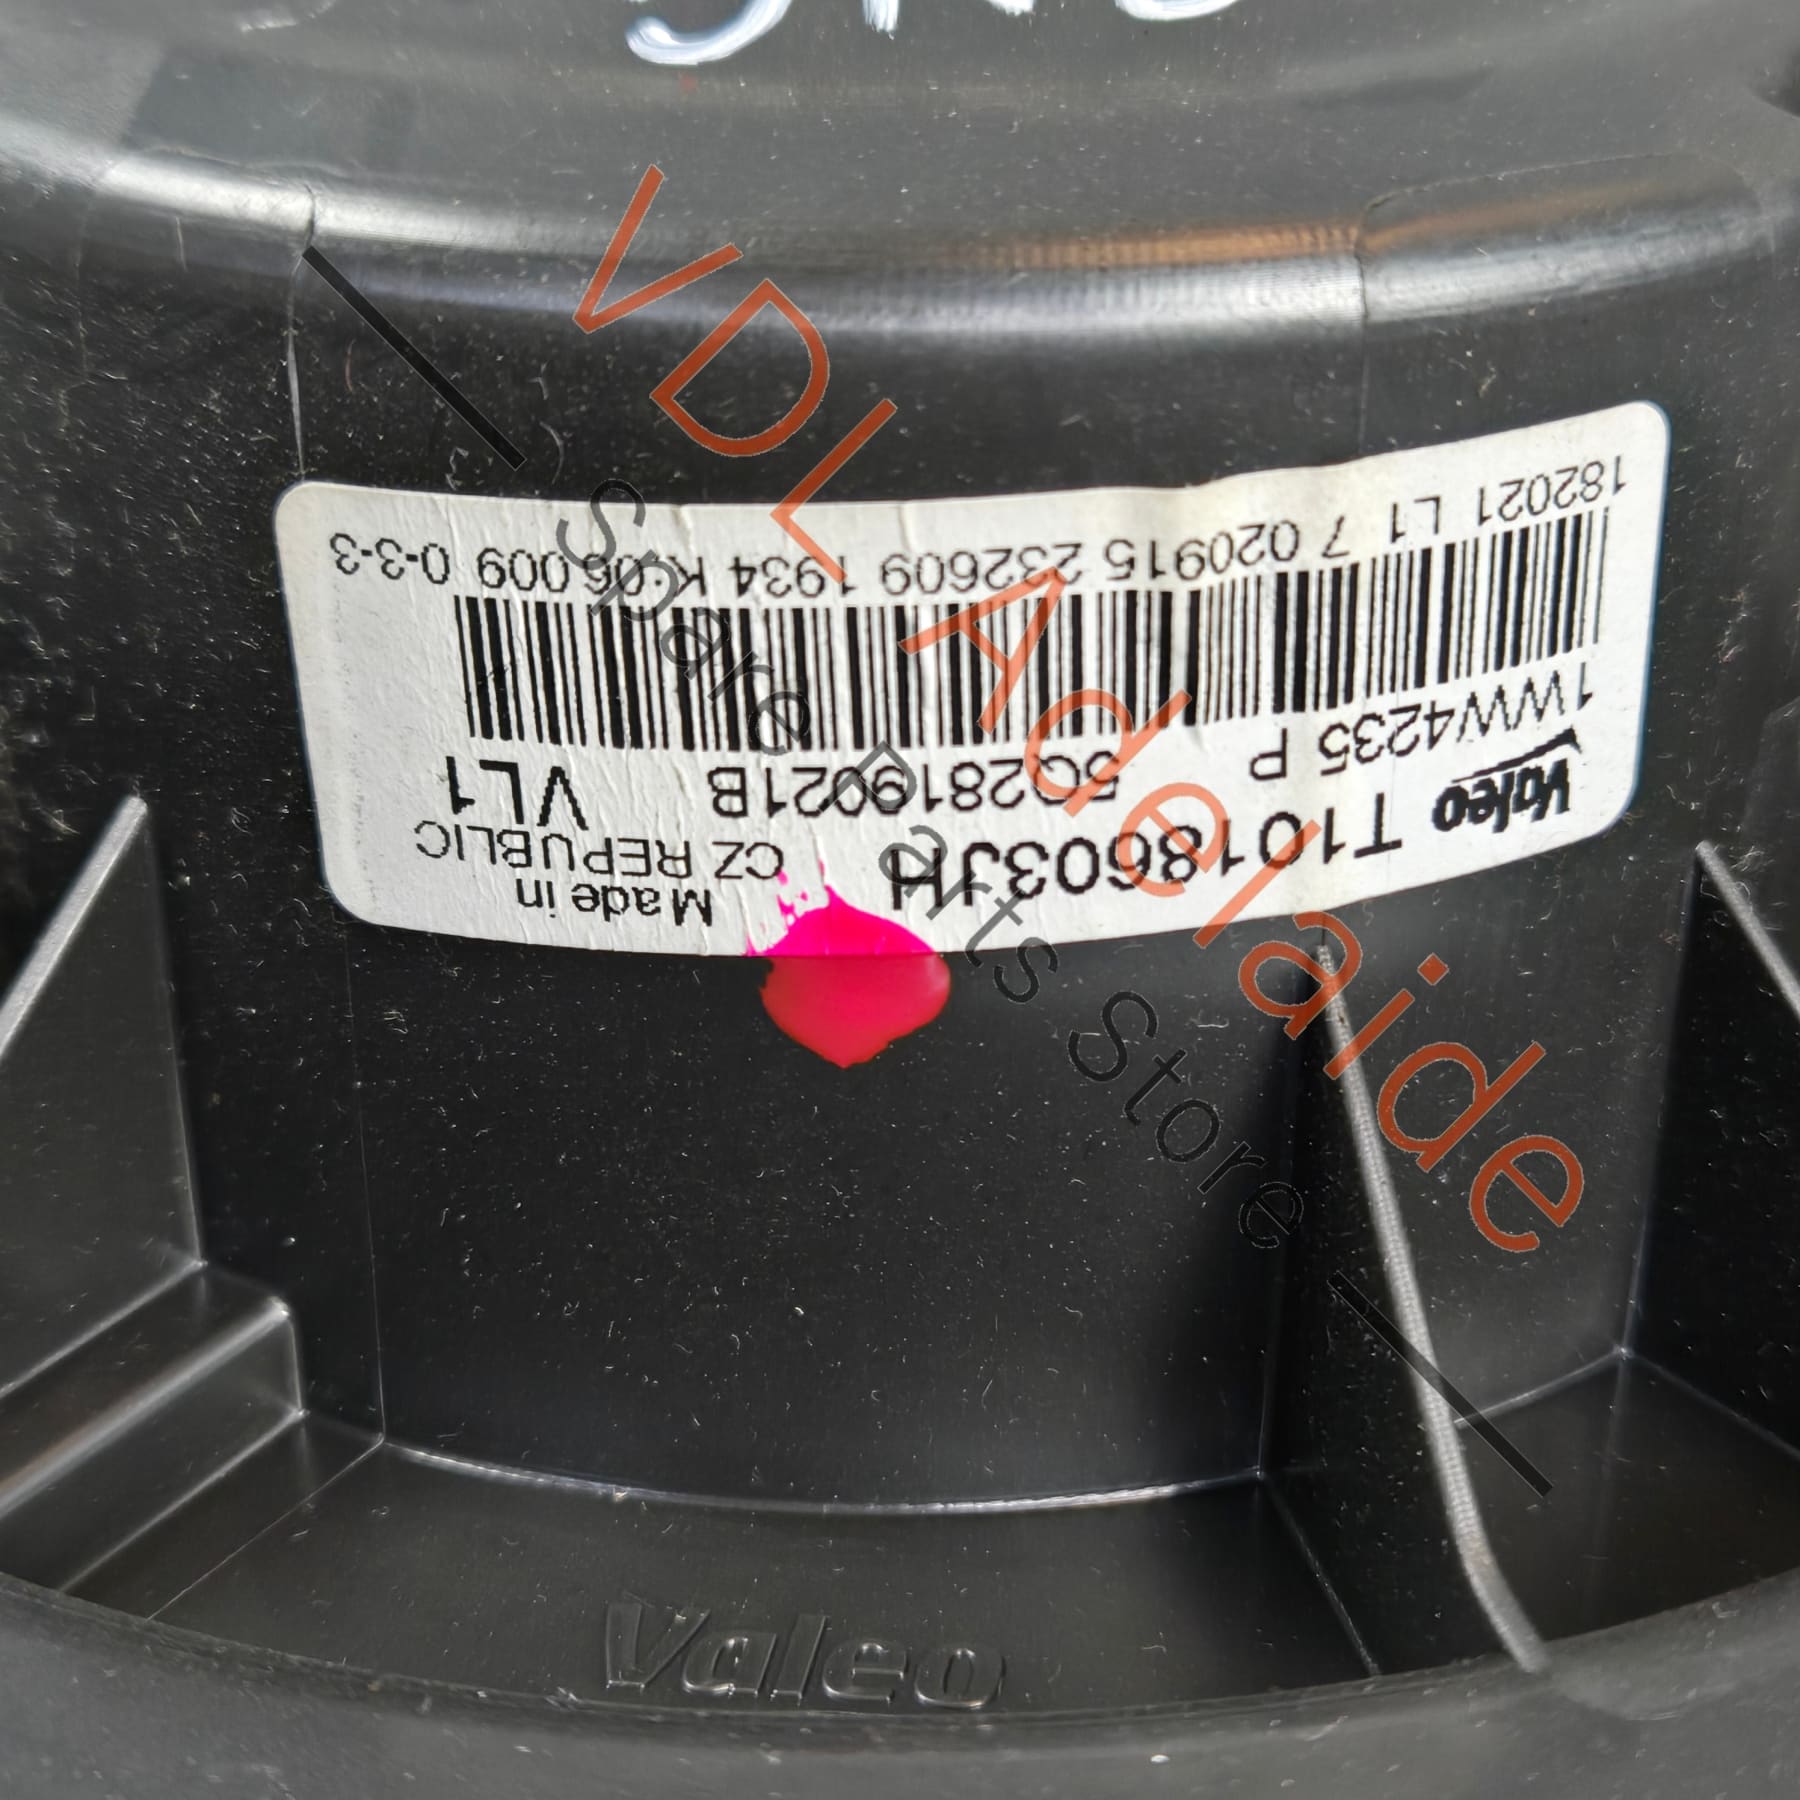 Valeo T1018603JH Made in
1WW4235 P 5Q2819021B CZ REPUBLIC
VL1
182021 L1 7 020915 232609 1934 K:06.009 0-3-3
Valeo
VDL Adelaide
Spare Parts Store